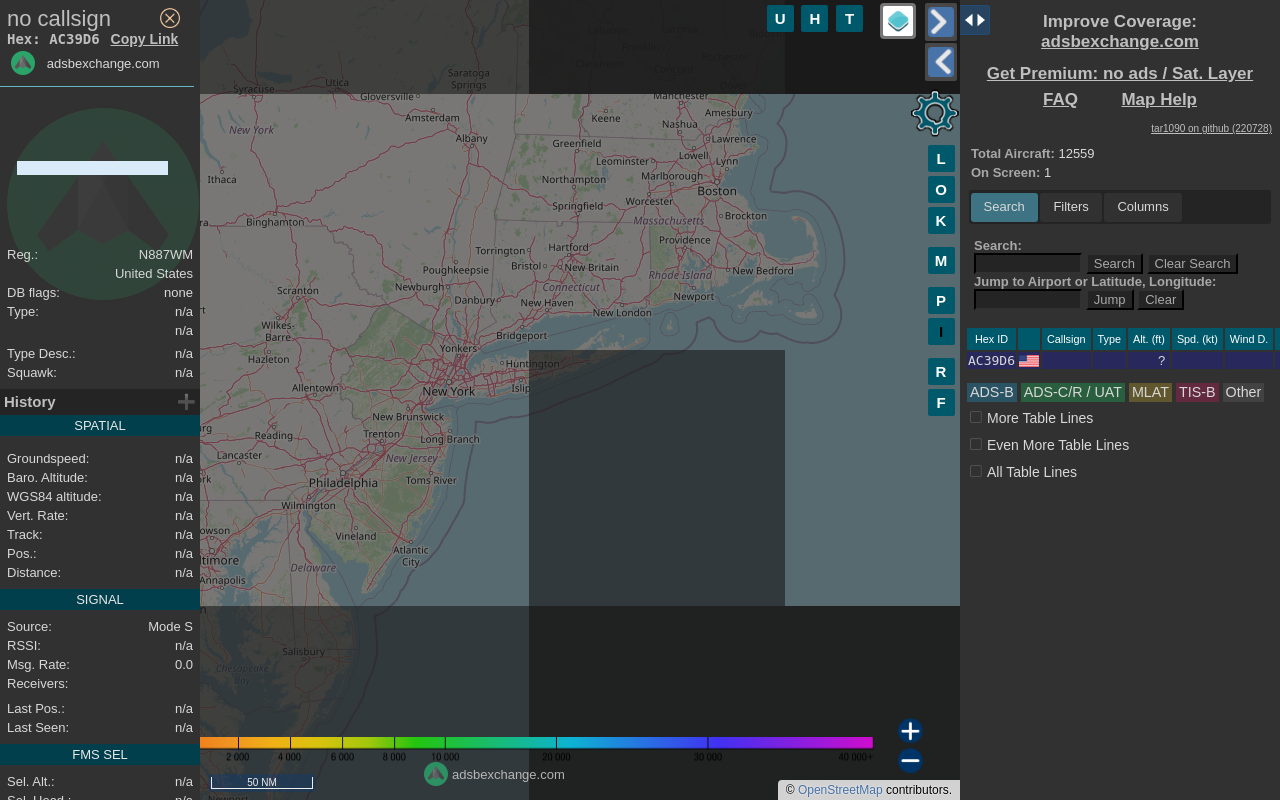 no callsign
Hex: AC39D6 Copy Link
adsbexchange.com
Reg.: N887WM
United States
DB flags: none
Type: n/a
n/a
Type Desc.: n/a
Squawk: n/a
History
SPATIAL
Groundspeed: n/a
Baro. Altitude: n/a
WGS84 altitude: n/a
Vert. Rate: n/a
Track: n/a
Pos.: n/a
Distance: n/a
SIGNAL
Source: Mode S
RSSI: n/a
Msg. Rate: 0.0
Receivers:
Last Pos.: n/a
Last Seen: n/a
FMS SEL
Sel. Alt.: n/a
U H T
Syracuse
Utica
Saratoga
Springs
Gloversville
Amsterdam
New York
Albany
Ithaca
Binghamton
Manchester
Keene
Amesbury
Nashua
Greenfield
Lawrence
Lowell
Lynn
Leominster
Marlborough
Northampton
Boston
Worcester
Springfield
Massachusetts
Brockton
Torrington
Hartford
Providence
Bristol
New Britain
Poughkeepsie
Rhode Island
New Bedford
Newburgh
Connecticut
Scranton
Danbury
New Haven
Newport
New London
Wilkes-
Barre
Bridgeport
Yonkers
Hazleton
Huntington
Allentown
New York
Islip
New Brunswick
Reading
Trenton
Long Branch
Lancaster
New Jersey
Philadelphia
Toms River
Wilmington
Vineland
Atlantic
City
Delaware
Annapolis
Salisbury
Chesapeake
L
O
K
M
P
I
R
F
2 000
4 000
6 000
8 000
10 000
20 000
30 000
40 000+
adsbexchange.com
50 NM
© OpenStreetMap contributors.
Improve Coverage:
adsbexchange.com
Get Premium: no ads / Sat. Layer
FAQ Map Help
tar1090 on github (220728)
Total Aircraft: 12559
On Screen: 1
Search Filters Columns
Search:
Search Clear Search
Jump to Airport or Latitude, Longitude:
Jump Clear
Hex ID Callsign Type Alt. (ft) Spd. (kt) Wind D.
AC39D6 ?
ADS-B ADS-C/R / UAT MLAT TIS-B Other
More Table Lines
Even More Table Lines
All Table Lines